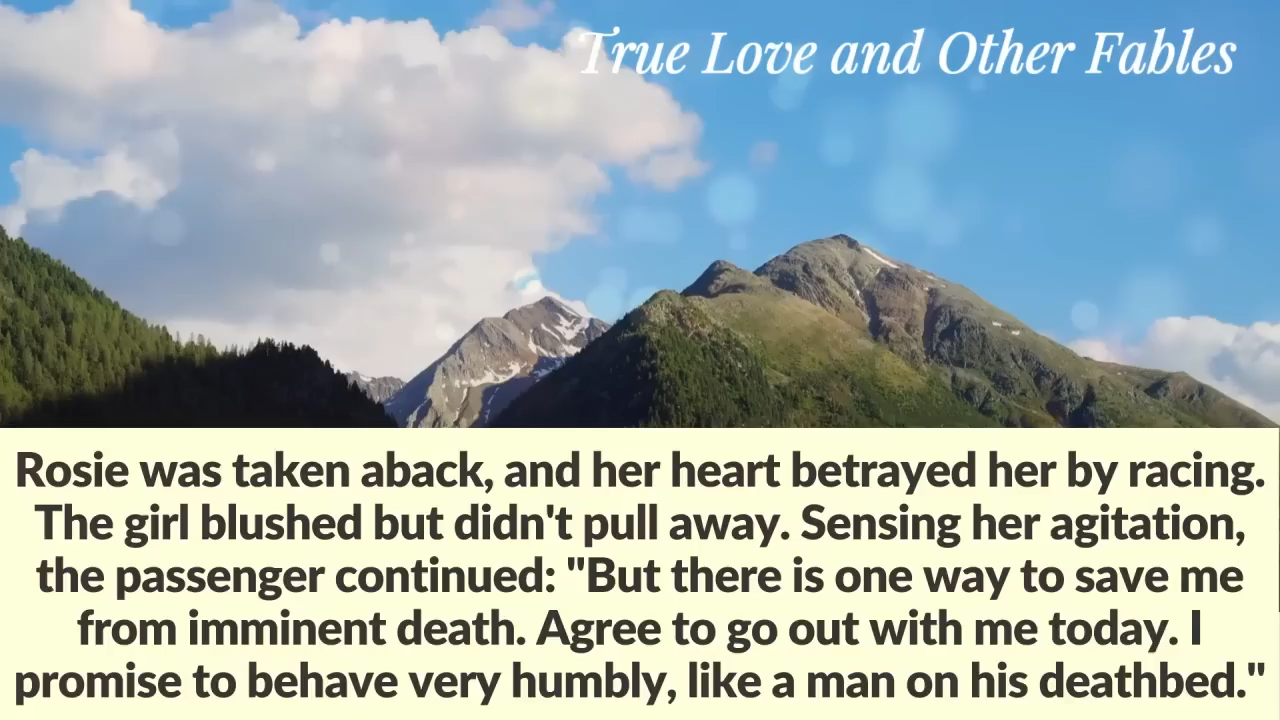 True Love and Other Fables
Rosie was taken aback, and her heart betrayed her by racing.
The girl blushed but didn't pull away. Sensing her agitation,
the passenger continued: "But there is one way to save me
from imminent death. Agree to go out with me today. I
promise to behave very humbly, like a man on his deathbed."